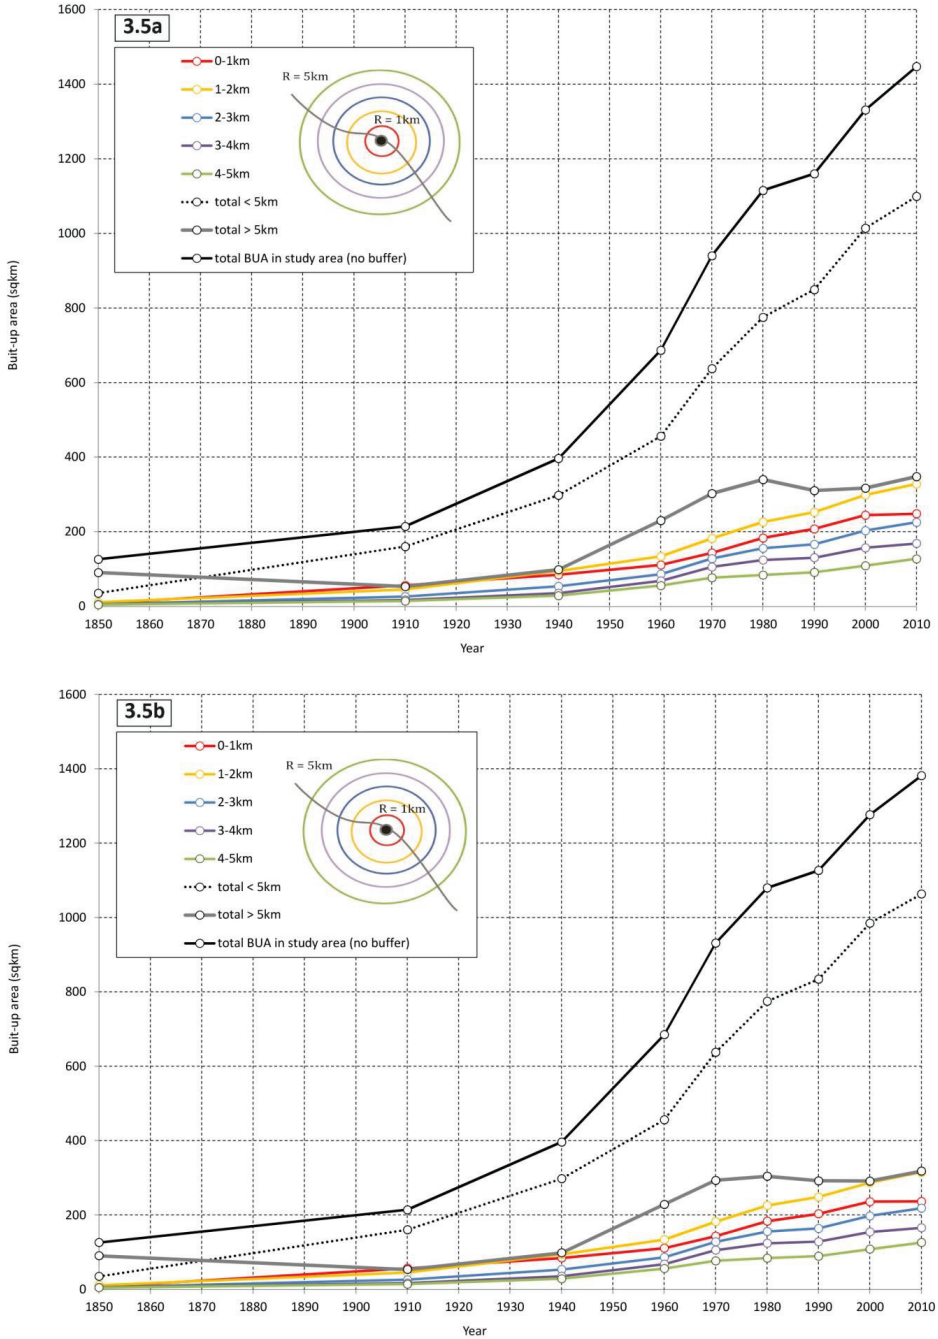 3.5a
0-1km
1-2km
2-3km
3-4km
4-5km
total < 5km
total > 5km
total BUA in study area (no buffer)
R = 5km
R = 1km
1600
1400
1200
1000
800
600
400
200
0
Buit-up area (sqkm)
1850 1860 1870 1880 1890 1900 1910 1920 1930 1940 1950 1960 1970 1980 1990 2000 2010
Year
3.5b
0-1km
1-2km
2-3km
3-4km
4-5km
total < 5km
total > 5km
total BUA in study area (no buffer)
R = 5km
R = 1km
1600
1400
1200
1000
800
600
400
200
0
Buit-up area (sqkm)
1850 1860 1870 1880 1890 1900 1910 1920 1930 1940 1950 1960 1970 1980 1990 2000 2010
Year